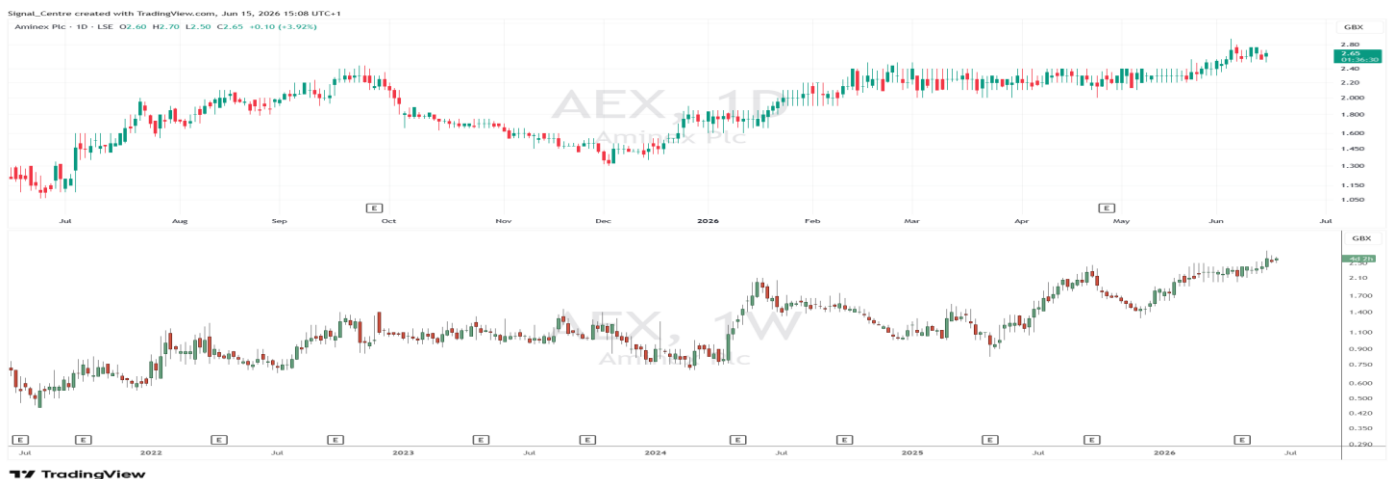 Signal_Centre created with TradingView.com, Jun 15, 2026 15:08 UTC+1
Aminex Plc · 1D · LSE O2.60 H2.70 L2.50 C2.65 +0.10 (+3.92%)
GBX
2.80
2.65
01:36:30
2.40
2.20
2.000
1.800
1.600
1.450
1.300
1.150
1.050
AEX, 1D
Aminex Plc
E E
Jul Aug Sep Oct Nov Dec 2026 Feb Mar Apr May Jun Jul
GBX
4d 2h
2.10
1.700
1.400
1.100
0.900
0.750
0.600
0.500
0.420
0.350
0.290
AEX, 1W
Aminex Plc
E E E E E E E E E E E
Jul 2022 Jul 2023 Jul 2024 Jul 2025 Jul 2026 Jul
TradingView